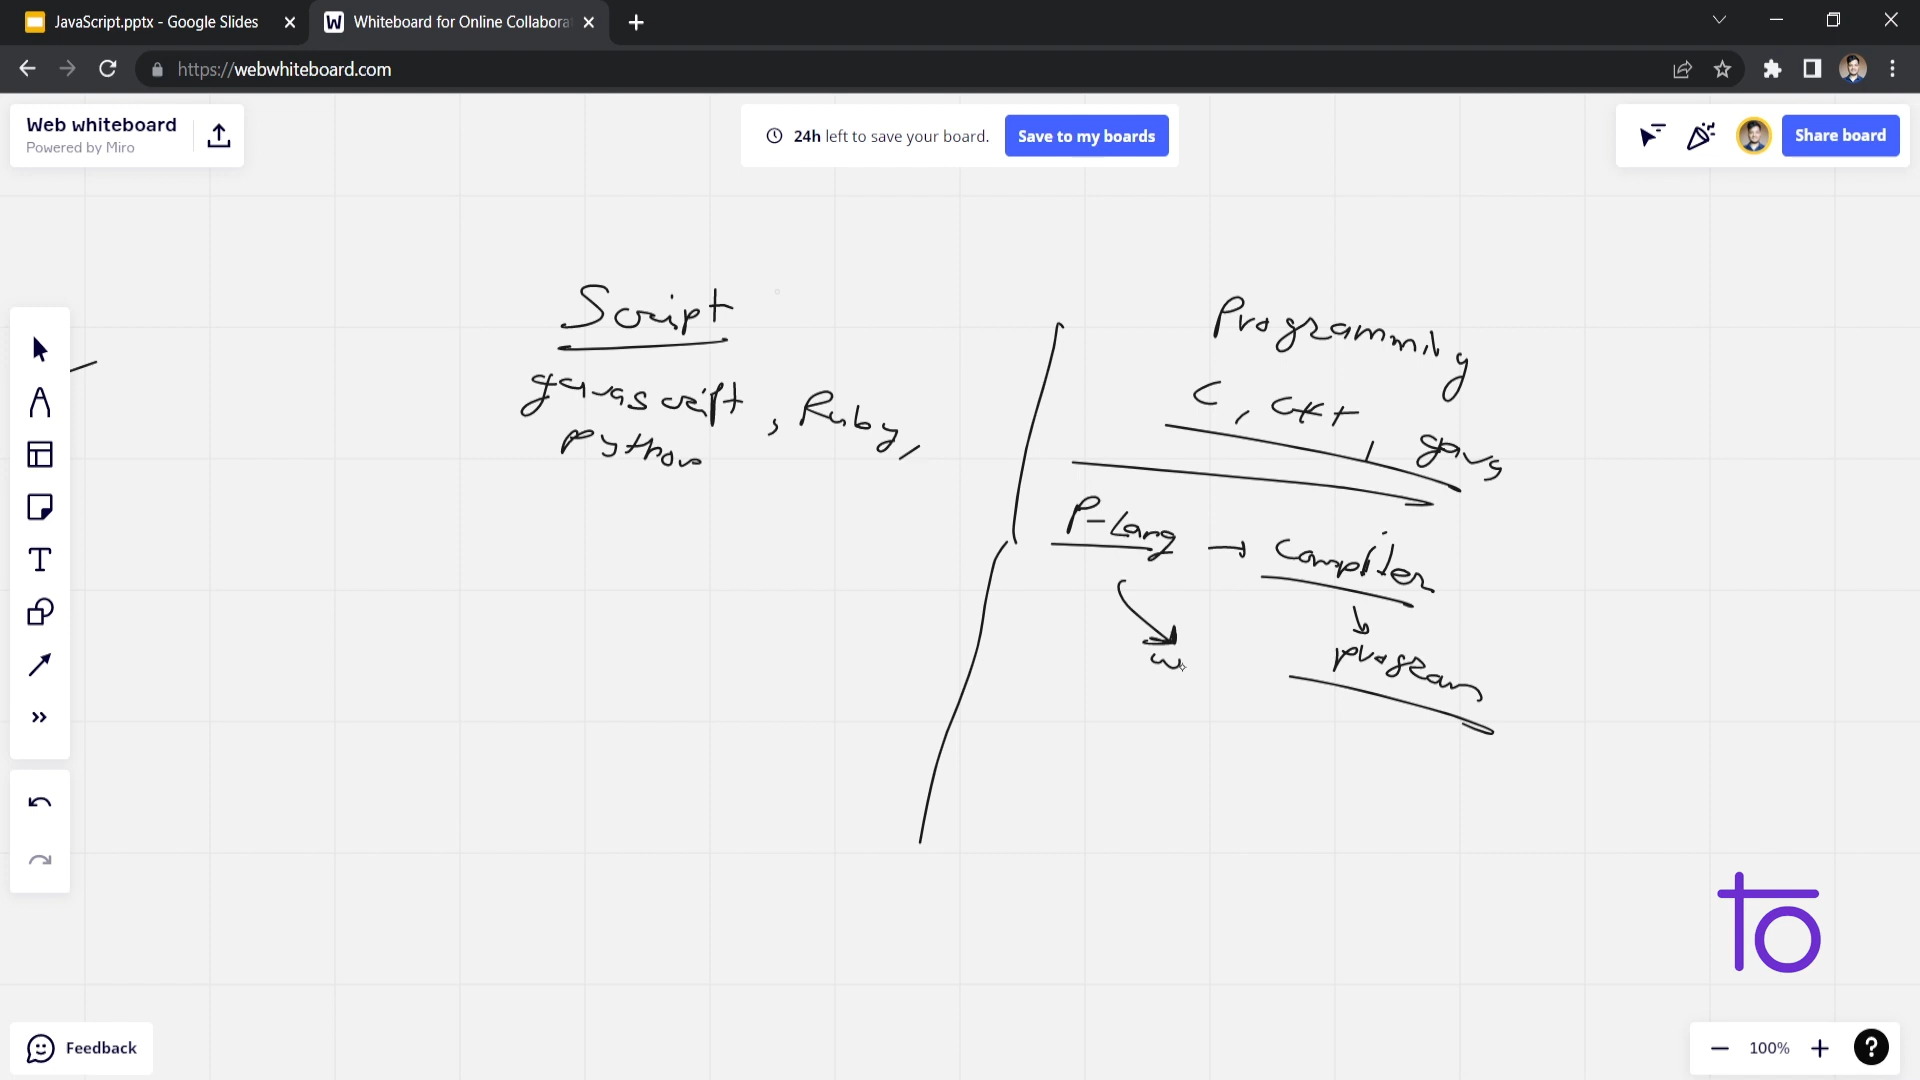 JavaScript.pptx - Google Slides
Whiteboard for Online Collabora
https://webwhiteboard.com
Web whiteboard
Powered by Miro
24h left to save your board.
Save to my boards
Share board
Script
Javascript, Ruby,
python
Programming
C, C++, Java
P-Lang → Compiler
program
w
to
Feedback
100%